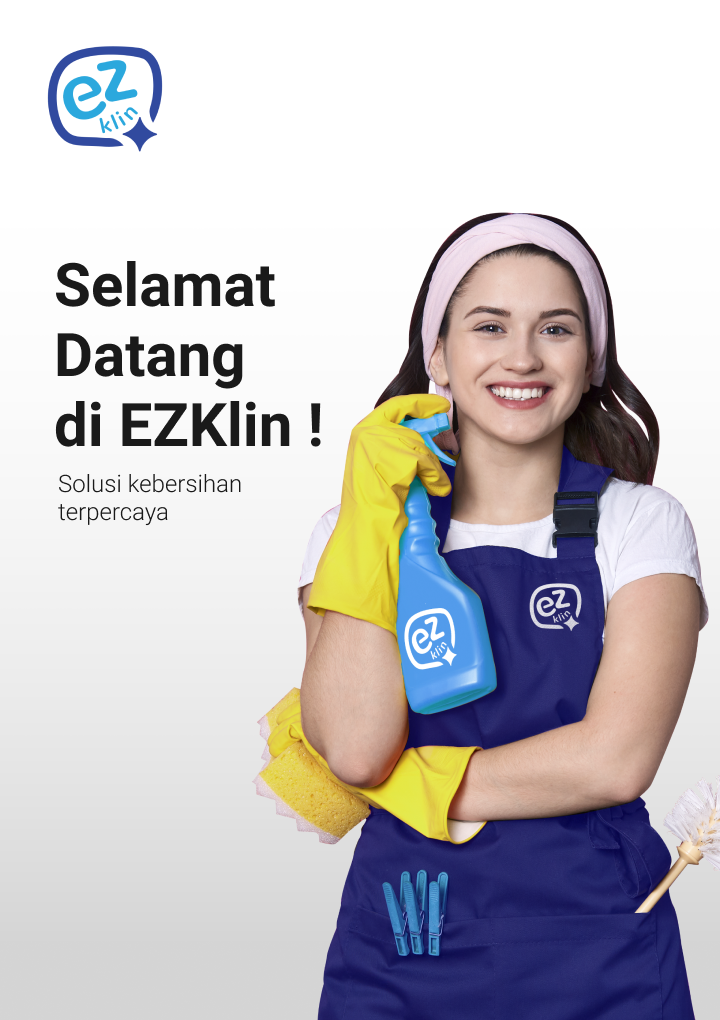 ez
klin
Selamat
Datang
di EZKlin !
Solusi kebersihan
terpercaya
ez
klin
ez
klin